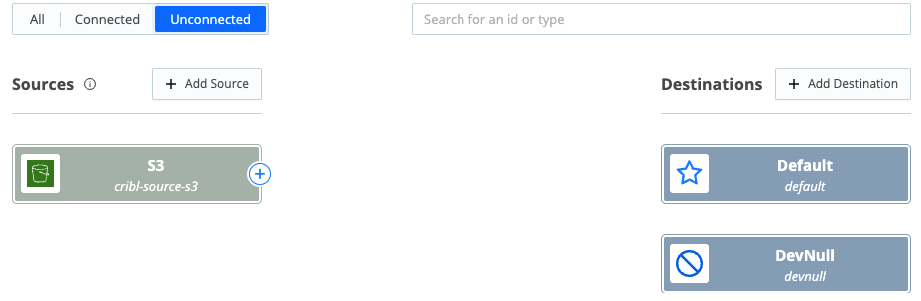 All Connected Unconnected
Search for an id or type
Sources + Add Source
Destinations + Add Destination
S3
cribl-source-s3
Default
default
DevNull
devnull